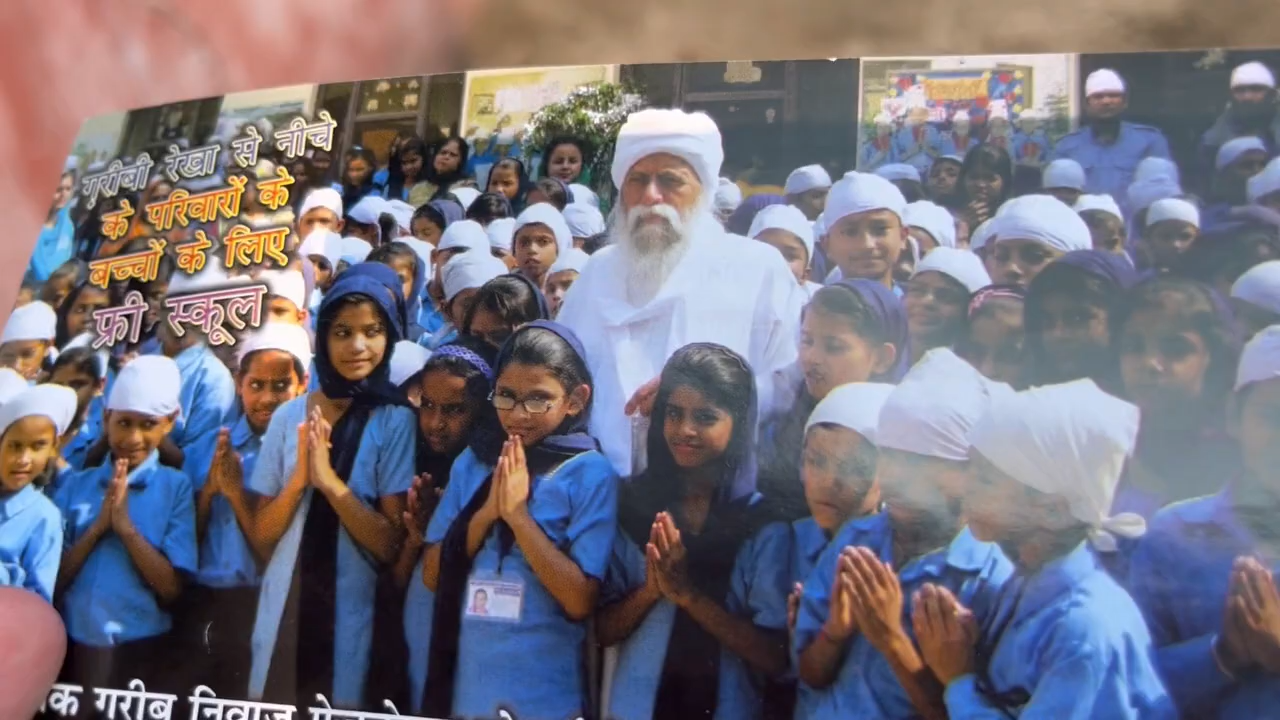 ग़रीबी रेखा से नीचे
के परिवारों के
बच्चों के लिए
फ्री स्कूल
गरीब निवाज़